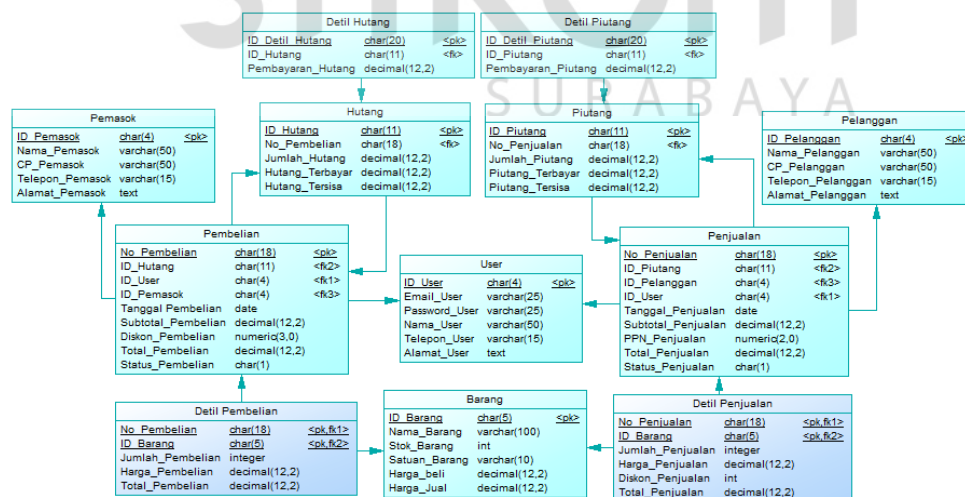 Detil Hutang
ID_Detil_Hutang char(20) <pk>
ID_Hutang char(11) <fk>
Pembayaran_Hutang decimal(12,2)
Detil Piutang
ID_Detil_Piutang char(20) <pk>
ID_Piutang char(11) <fk>
Pembayaran_Piutang decimal(12,2)
SURABAYA
Pemasok
ID_Pemasok char(4) <pk>
Nama_Pemasok varchar(50)
CP_Pemasok varchar(50)
Telepon_Pemasok varchar(15)
Alamat_Pemasok text
Hutang
ID_Hutang char(11) <pk>
No_Pembelian char(18) <fk>
Jumlah_Hutang decimal(12,2)
Hutang_Terbayar decimal(12,2)
Hutang_Tersisa decimal(12,2)
Piutang
ID_Piutang char(11) <pk>
No_Penjualan char(18) <fk>
Jumlah_Piutang decimal(12,2)
Piutang_Terbayar decimal(12,2)
Piutang_Tersisa decimal(12,2)
Pelanggan
ID_Pelanggan char(4) <pk>
Nama_Pelanggan varchar(50)
CP_Pelanggan varchar(50)
Telepon_Pelanggan varchar(15)
Alamat_Pelanggan text
Pembelian
No_Pembelian char(18) <pk>
ID_Hutang char(11) <fk2>
ID_User char(4) <fk1>
ID_Pemasok char(4) <fk3>
Tanggal Pembelian date
Subtotal_Pembelian decimal(12,2)
Diskon_Pembelian numeric(3,0)
Total_Pembelian decimal(12,2)
Status_Pembelian char(1)
User
ID_User char(4) <pk>
Email_User varchar(25)
Password_User varchar(25)
Nama_User varchar(50)
Telepon_User varchar(15)
Alamat_User text
Penjualan
No_Penjualan char(18) <pk>
ID_Piutang char(11) <fk2>
ID_Pelanggan char(4) <fk3>
ID_User char(4) <fk1>
Tanggal_Penjualan date
Subtotal_Penjualan decimal(12,2)
PPN_Penjualan numeric(2,0)
Total_Penjualan decimal(12,2)
Status_Penjualan char(1)
Detil Pembelian
No_Pembelian char(18) <pk,fk1>
ID_Barang char(5) <pk,fk2>
Jumlah_Pembelian integer
Harga_Pembelian decimal(12,2)
Total_Pembelian decimal(12,2)
Barang
ID_Barang char(5) <pk>
Nama_Barang varchar(100)
Stok_Barang int
Satuan_Barang varchar(10)
Harga_beli decimal(12,2)
Harga_Jual decimal(12,2)
Detil Penjualan
No_Penjualan char(18) <pk,fk1>
ID_Barang char(5) <pk,fk2>
Jumlah_Penjualan integer
Harga_Penjualan decimal(12,2)
Diskon_Penjualan int
Total_Penjualan decimal(12,2)